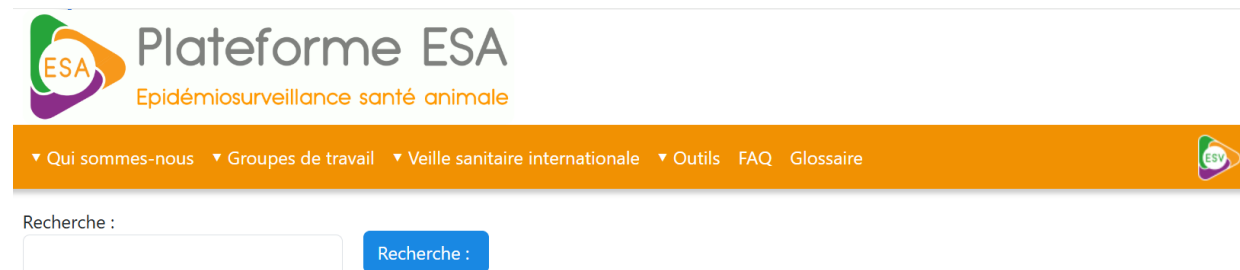 ESA
Plateforme ESA
Epidémiosurveillance santé animale
▼ Qui sommes-nous ▼ Groupes de travail ▼ Veille sanitaire internationale ▼ Outils FAQ Glossaire
ESV
Recherche :
Recherche :